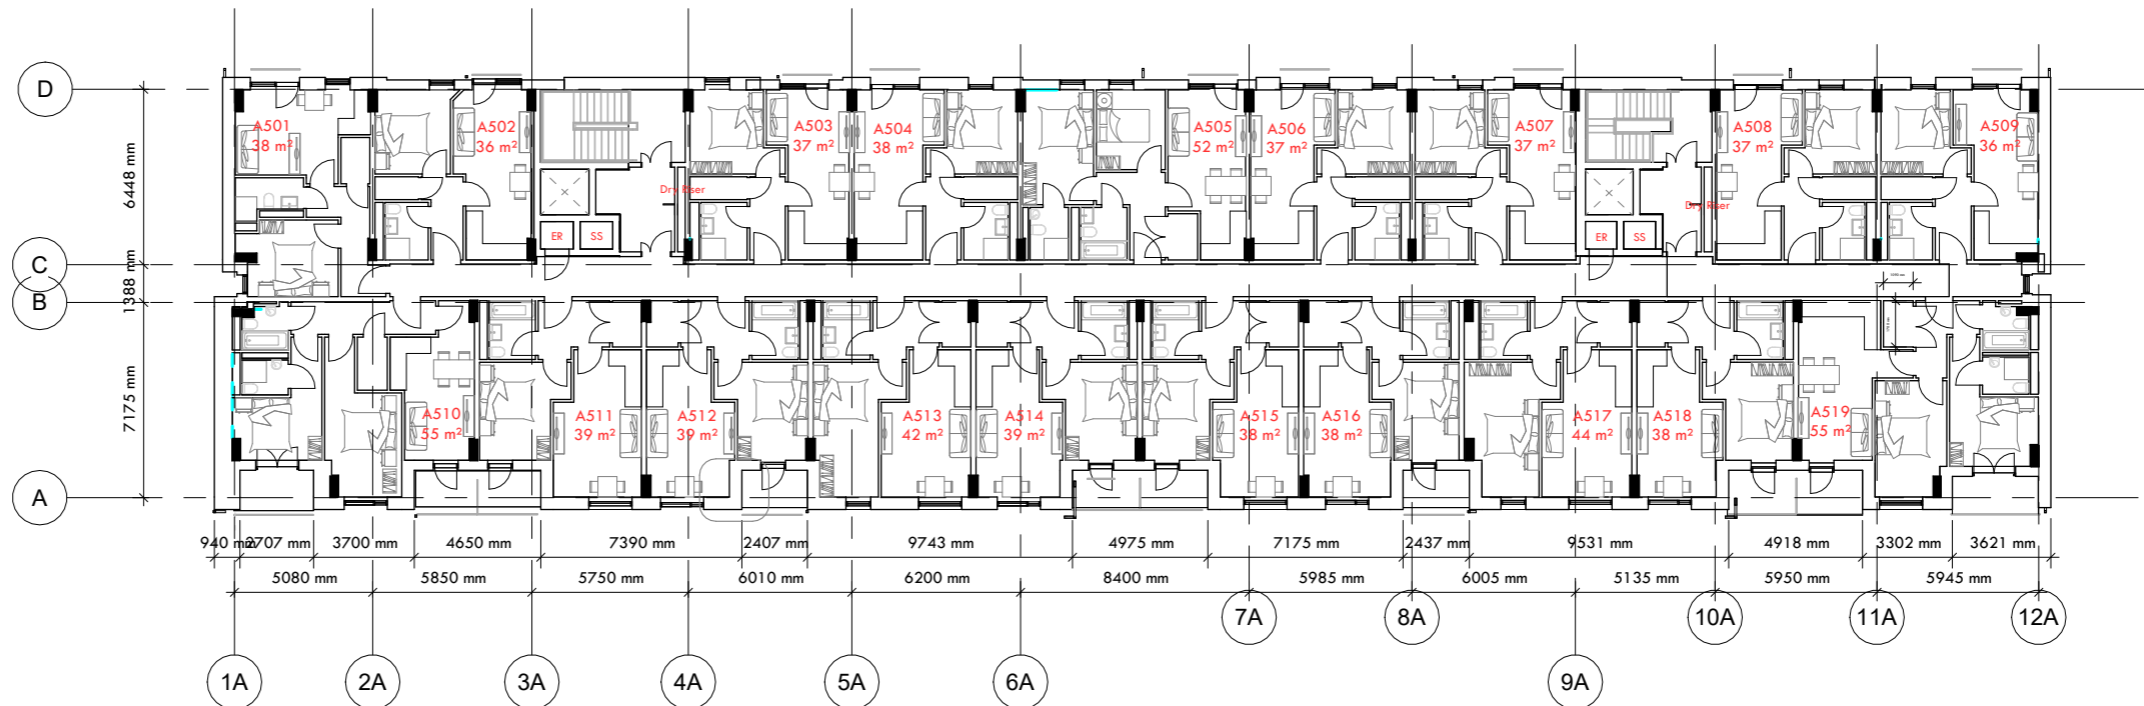 D
A501
38 m²
A502
36 m²
A503
37 m²
A504
38 m²
A505
52 m²
A506
37 m²
A507
37 m²
A508
37 m²
A509
36 m²
6448 mm
Dry Riser
Dry Riser
ER
SS
ER
SS
C
1388 mm
B
7175 mm
A510
55 m²
A511
39 m²
A512
39 m²
A513
42 m²
A514
39 m²
A515
38 m²
A516
38 m²
A517
44 m²
A518
38 m²
A519
55 m²
A
940 mm
2707 mm
3700 mm
4650 mm
7390 mm
2407 mm
9743 mm
4975 mm
7175 mm
2437 mm
9531 mm
4918 mm
3302 mm
3621 mm
5080 mm
5850 mm
5750 mm
6010 mm
6200 mm
8400 mm
5985 mm
6005 mm
5135 mm
5950 mm
5945 mm
7A
8A
10A
11A
12A
1A
2A
3A
4A
5A
6A
9A